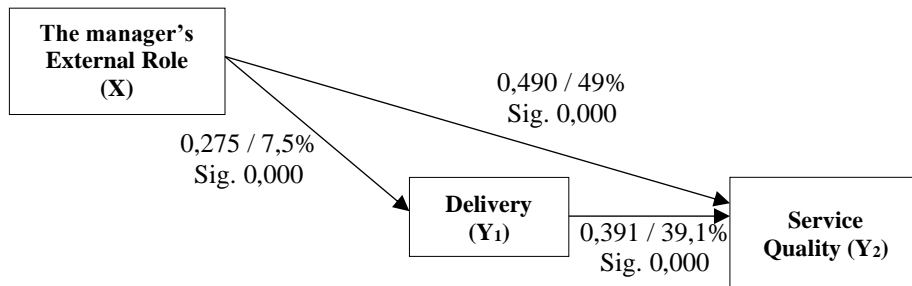 The manager's
External Role
(X)
0,490 / 49%
Sig. 0,000
0,275 / 7,5%
Sig. 0,000
Delivery
(Y₁)
0,391 / 39,1%
Sig. 0,000
Service
Quality (Y₂)